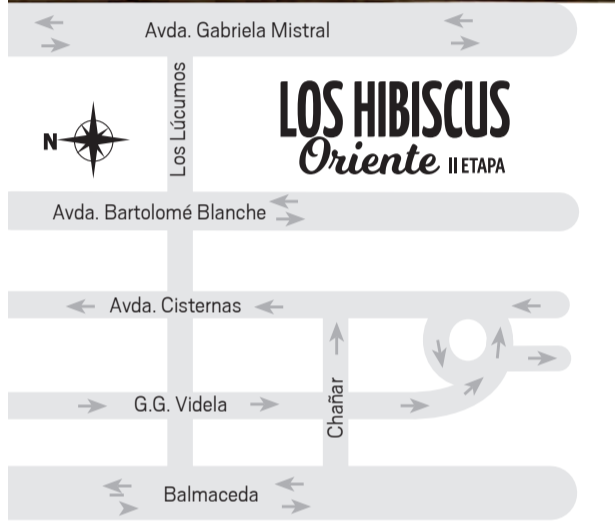 Avda. Gabriela Mistral
Los Lúcumos
LOS HIBISCUS
Oriente II ETAPA
N
Avda. Bartolomé Blanche
Avda. Cisternas
G.G. Videla
Chañar
Balmaceda